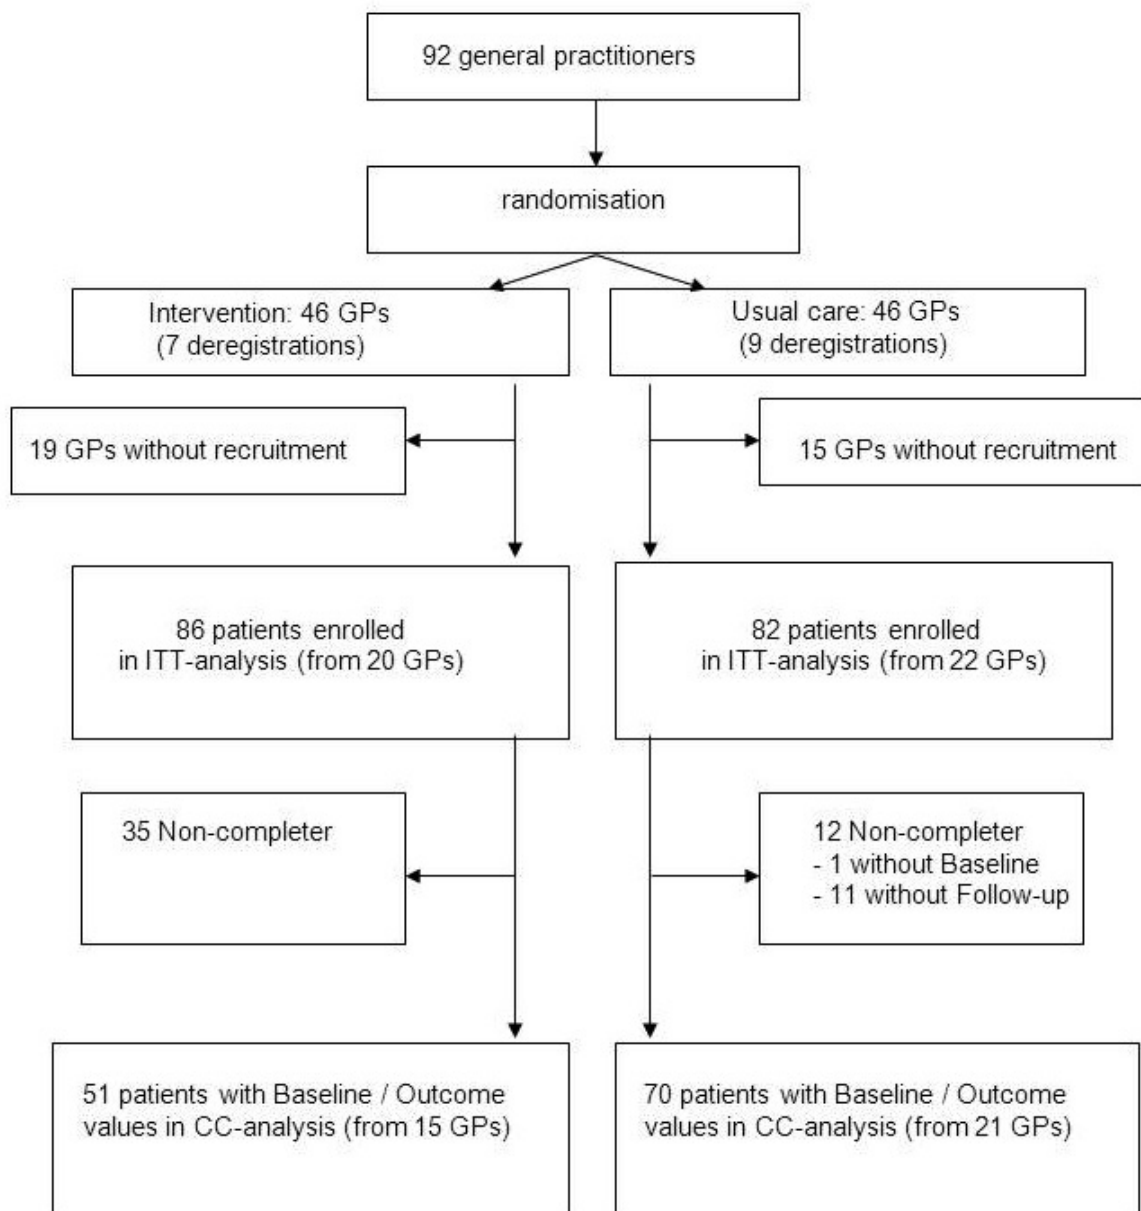 92 general practitioners
randomisation
Intervention: 46 GPs
(7 deregistrations)
Usual care: 46 GPs
(9 deregistrations)
19 GPs without recruitment
15 GPs without recruitment
86 patients enrolled
in ITT-analysis (from 20 GPs)
82 patients enrolled
in ITT-analysis (from 22 GPs)
35 Non-completer
12 Non-completer
- 1 without Baseline
- 11 without Follow-up
51 patients with Baseline / Outcome
values in CC-analysis (from 15 GPs)
70 patients with Baseline / Outcome
values in CC-analysis (from 21 GPs)